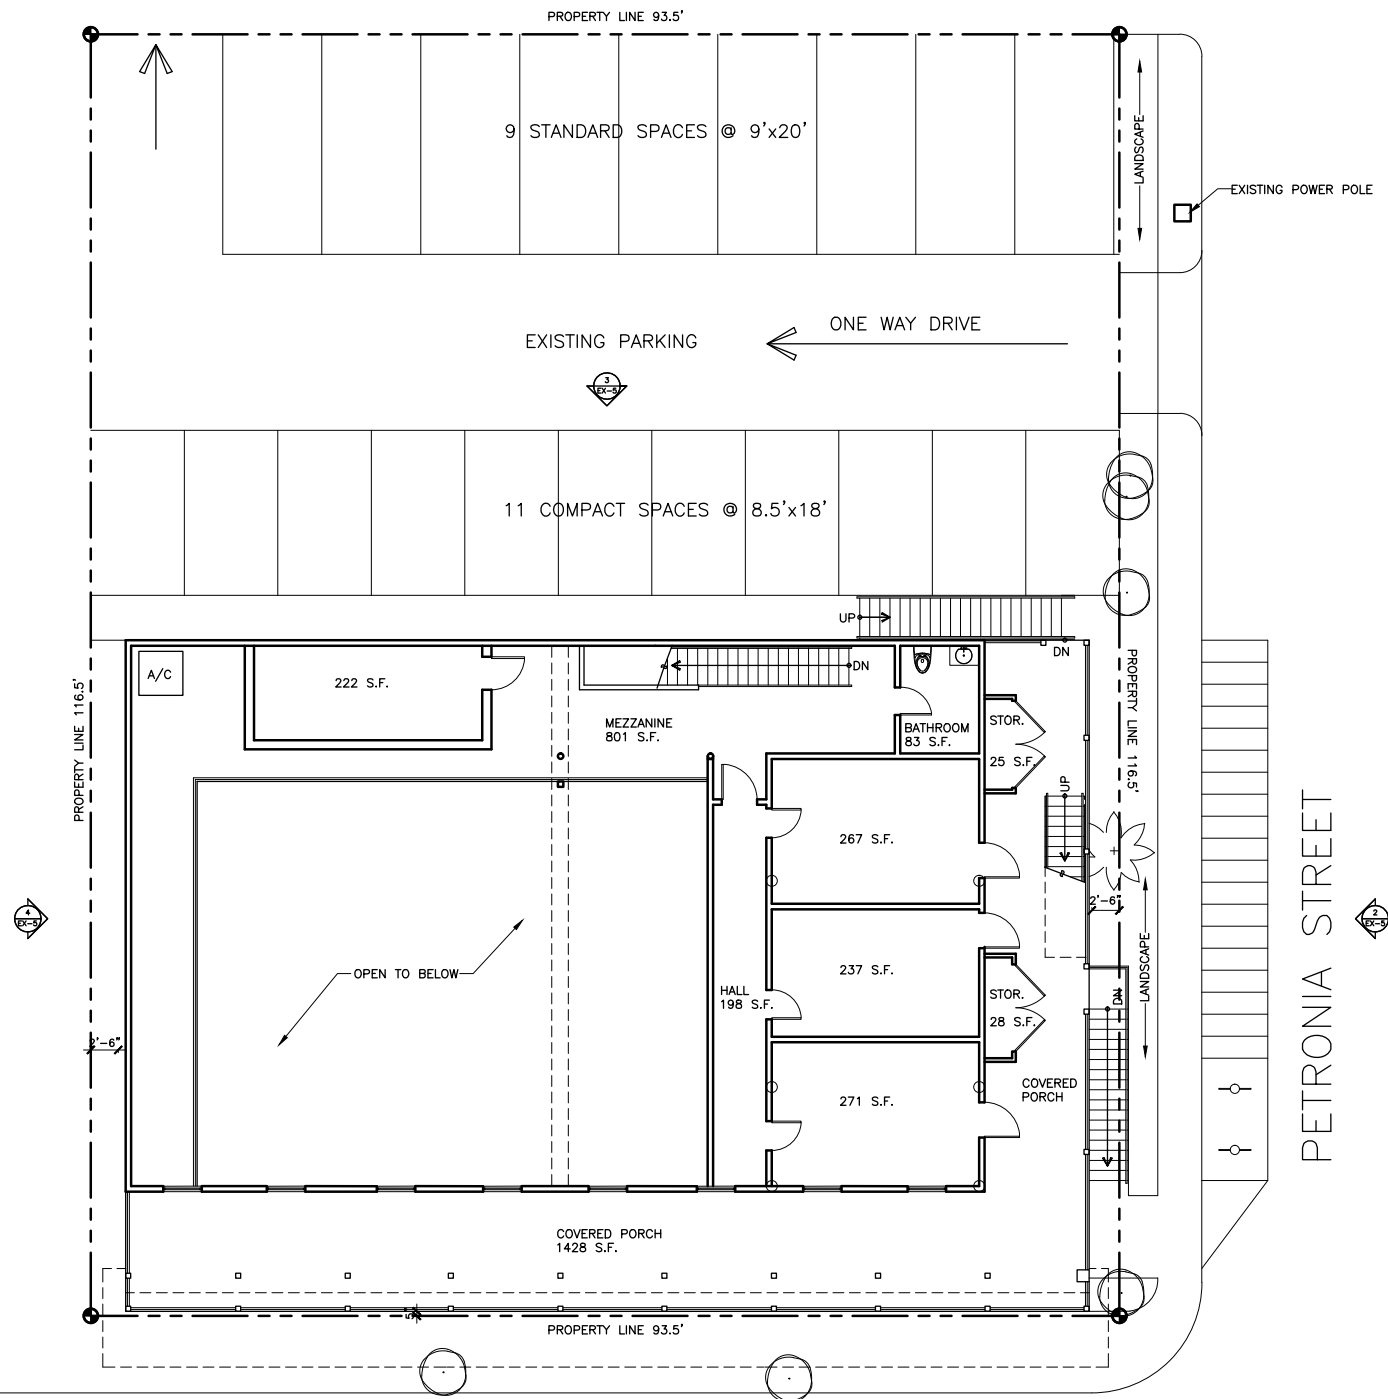 PROPERTY LINE 93.5'
9 STANDARD SPACES @ 9'x20'
LANDSCAPE
EXISTING POWER POLE
ONE WAY DRIVE
EXISTING PARKING
3
EX-5
11 COMPACT SPACES @ 8.5'x18'
UP
DN
A/C
222 S.F.
DN
MEZZANINE
801 S.F.
BATHROOM
83 S.F.
STOR.
25 S.F.
PROPERTY LINE 116.5'
PROPERTY LINE 116.5'
UP
267 S.F.
2'-6"
4
EX-5
2
EX-5
PETRONIA STREET
OPEN TO BELOW
237 S.F.
HALL
198 S.F.
STOR.
28 S.F.
DN
LANDSCAPE
2'-6"
271 S.F.
COVERED
PORCH
COVERED PORCH
1428 S.F.
5"
PROPERTY LINE 93.5'